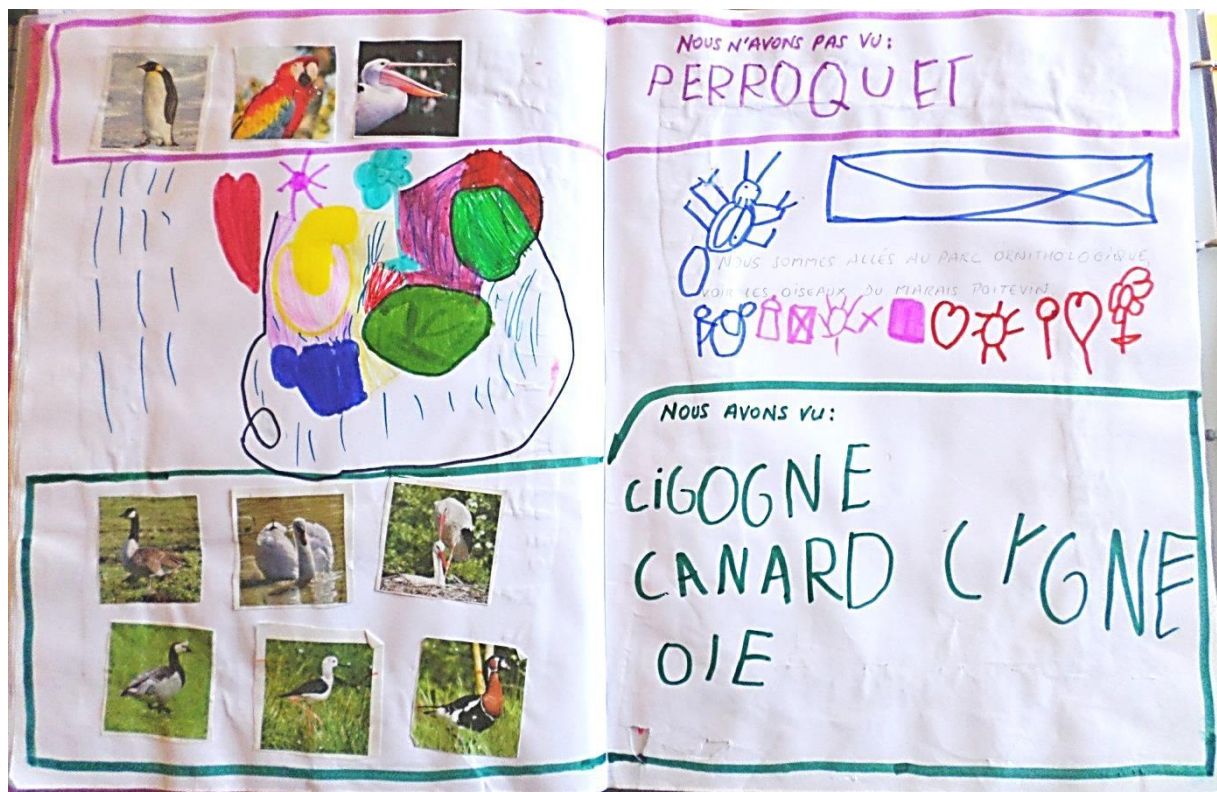 NOUS N'AVONS PAS VU:
PERROQUET
NOUS SOMMES ALLÉS AU PARC ORNITHOLOGIQUE,
VOIR LES OISEAUX DU MARAIS POITEVIN
NOUS AVONS VU:
CIGOGNE
CANARD CYGNE
OIE